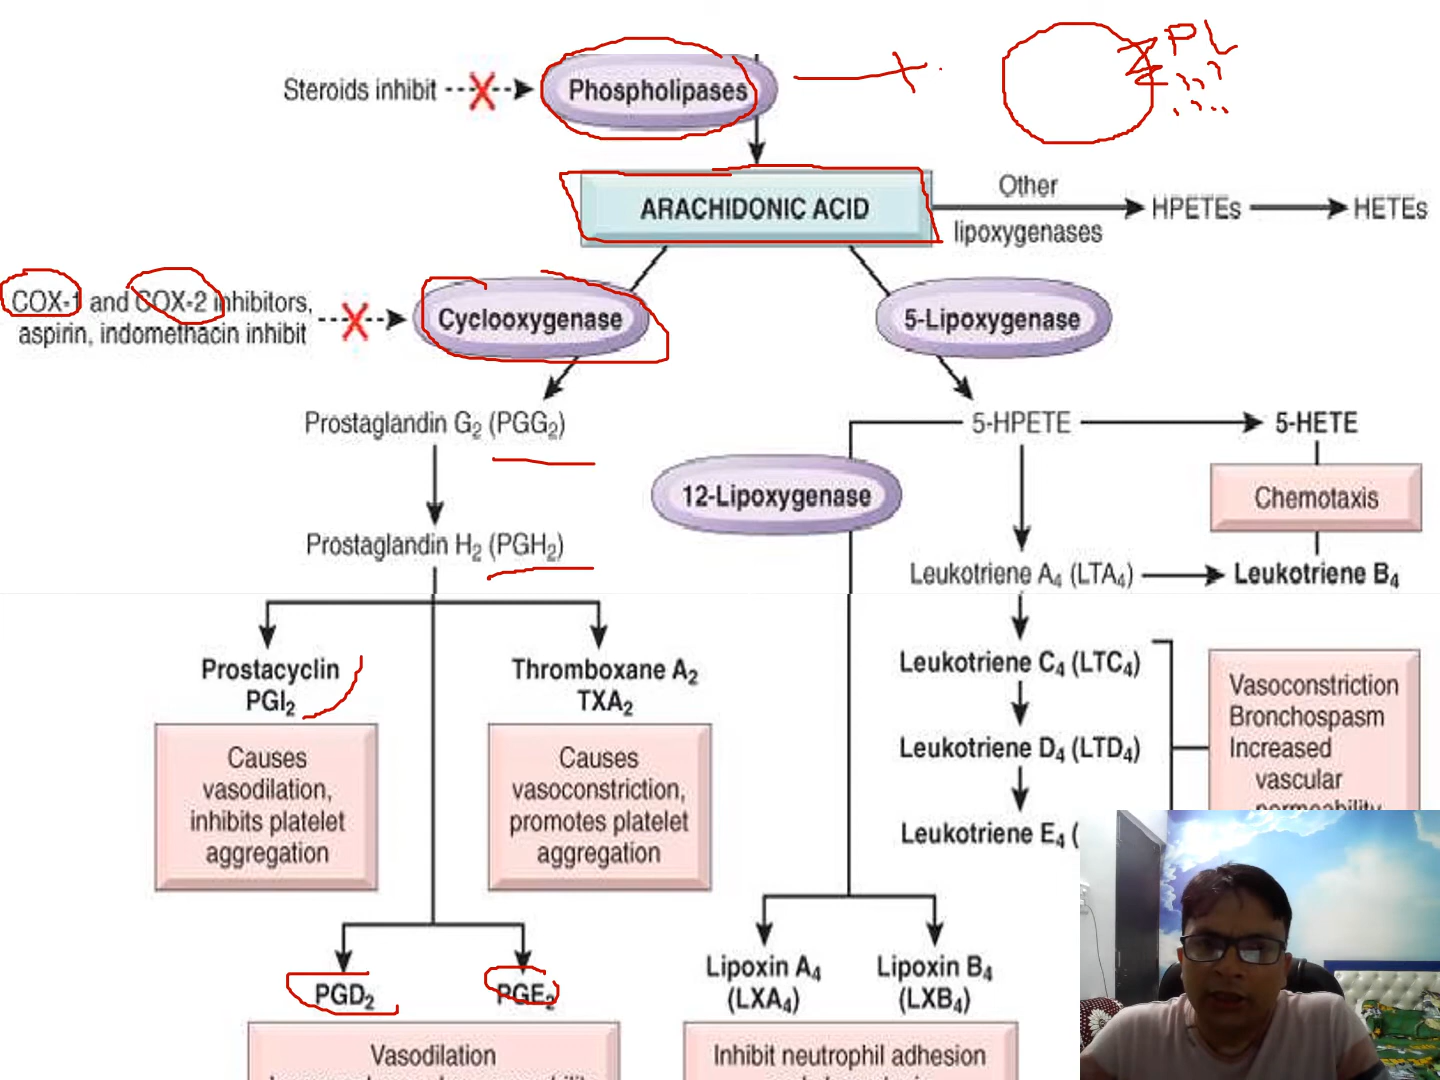 PL
Steroids inhibit
Phospholipases
ARACHIDONIC ACID
Other
lipoxygenases
HPETEs
HETEs
COX-1 and COX-2 inhibitors,
aspirin, indomethacin inhibit
Cyclooxygenase
5-Lipoxygenase
Prostaglandin G2 (PGG2)
5-HPETE
5-HETE
12-Lipoxygenase
Chemotaxis
Prostaglandin H2 (PGH2)
Leukotriene A4 (LTA4)
Leukotriene B4
Prostacyclin
PGI2
Thromboxane A2
TXA2
Leukotriene C4 (LTC4)
Causes
vasodilation,
inhibits platelet
aggregation
Causes
vasoconstriction,
promotes platelet
aggregation
Leukotriene D4 (LTD4)
Leukotriene E4 (
Vasoconstriction
Bronchospasm
Increased
vascular
permeability
PGD2
PGE2
Lipoxin A4
(LXA4)
Lipoxin B4
(LXB4)
Vasodilation
Inhibit neutrophil adhesion